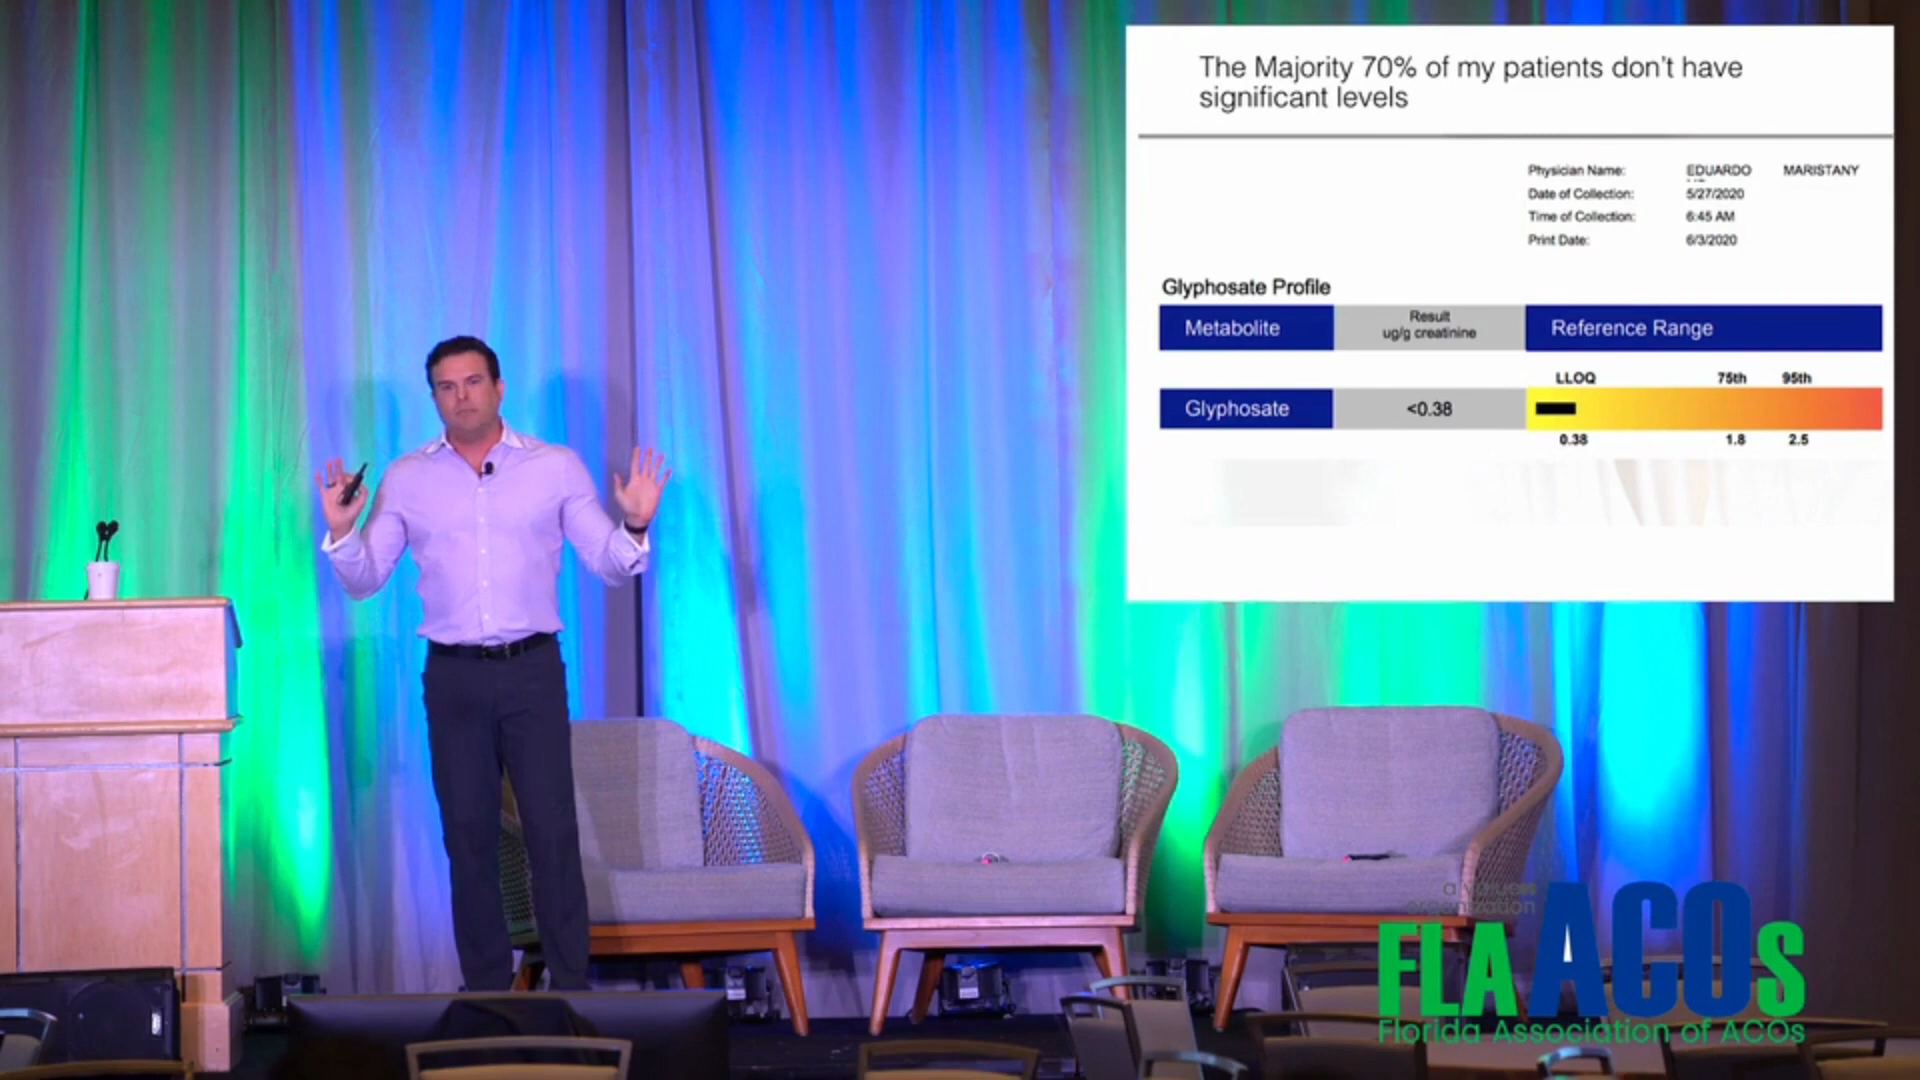 The Majority 70% of my patients don't have
significant levels
Physician Name: EDUARDO MARISTANY
Date of Collection: 5/27/2020
Time of Collection: 6:45 AM
Print Date: 6/3/2020
Glyphosate Profile
Metabolite Result Reference Range
ug/g creatinine
LLOQ 75th 95th
Glyphosate <0.38
0.38 1.8 2.5
organization
FLAACOs
Florida Association of ACOs